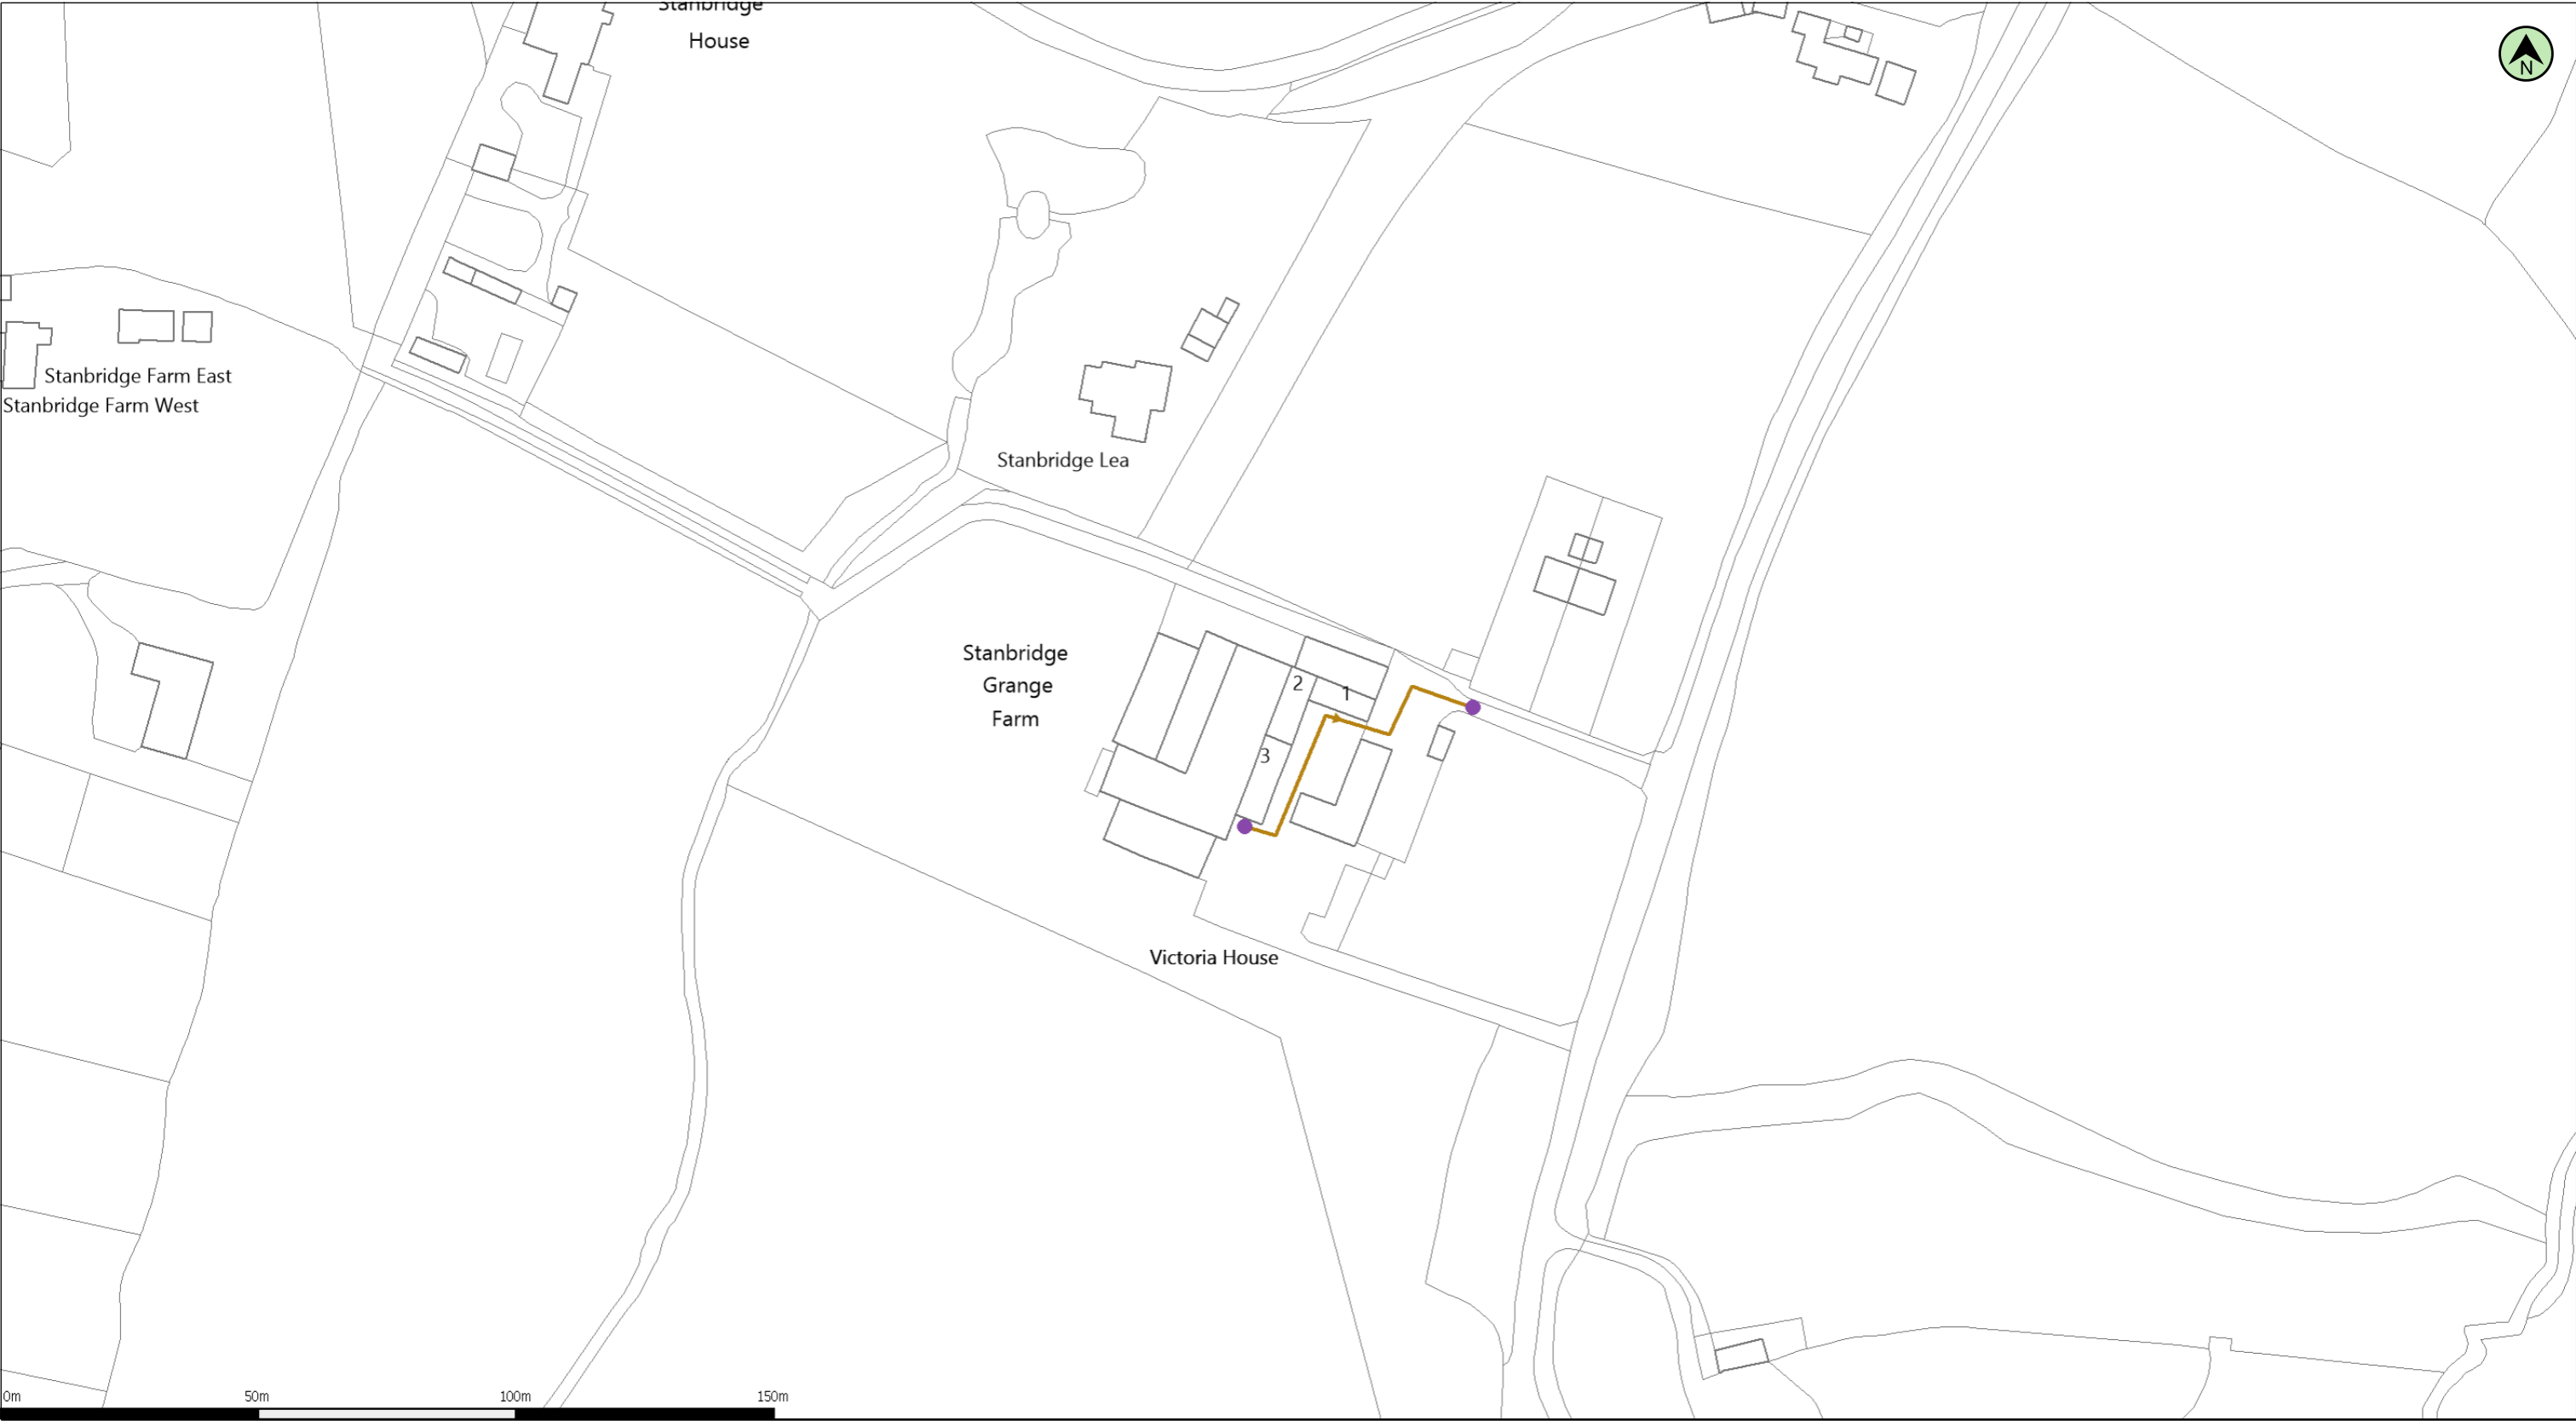 Stanbridge
House
N
Stanbridge Farm East
Stanbridge Farm West
Stanbridge Lea
Stanbridge
Grange
Farm
2
1
3
Victoria House
0m
50m
100m
150m